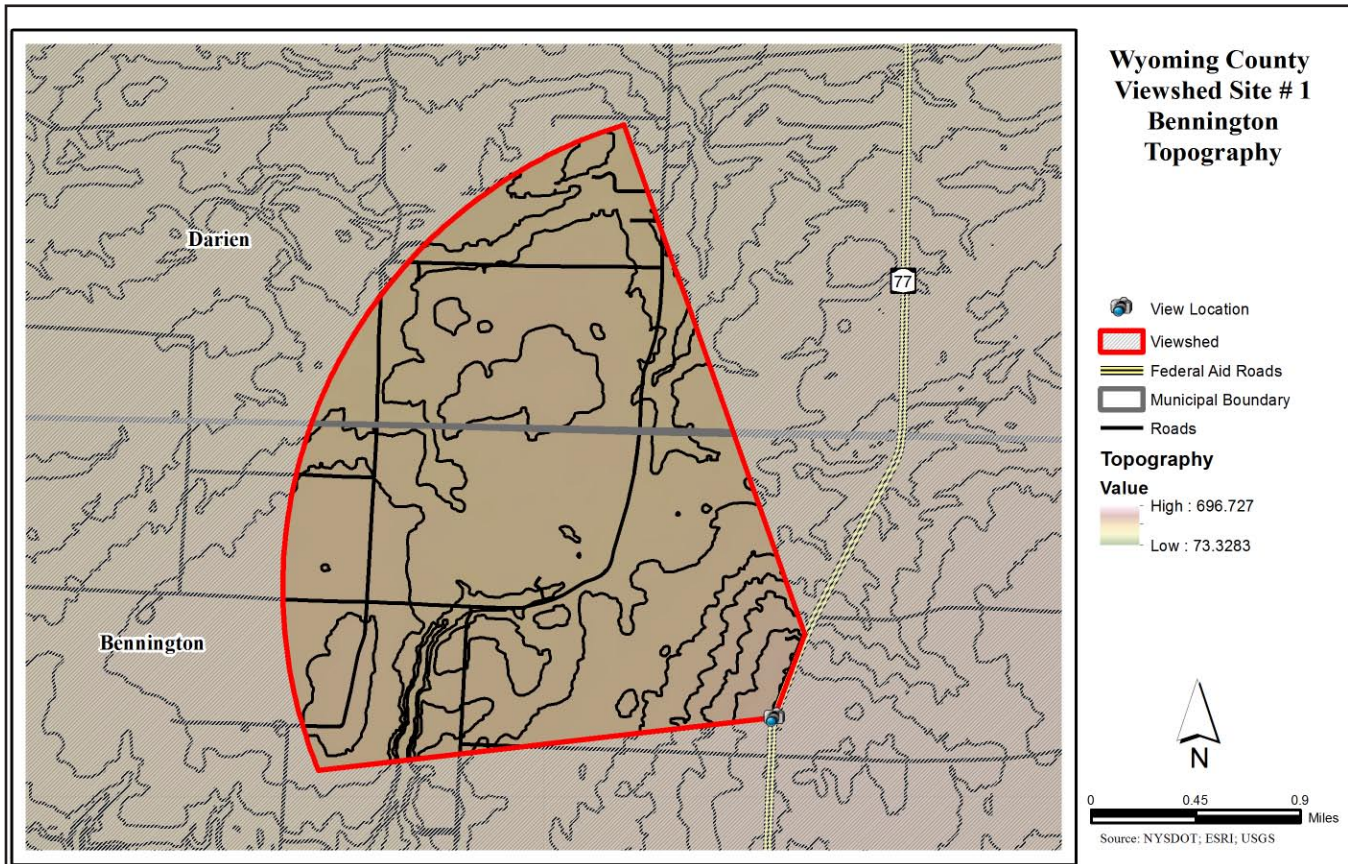 Wyoming County
Viewshed Site # 1
Bennington
Topography
Darien
77
Bennington
View Location
Viewshed
Federal Aid Roads
Municipal Boundary
Roads
Topography
Value
High : 696.727
Low : 73.3283
N
0 0.45 0.9
Miles
Source: NYSDOT; ESRI; USGS